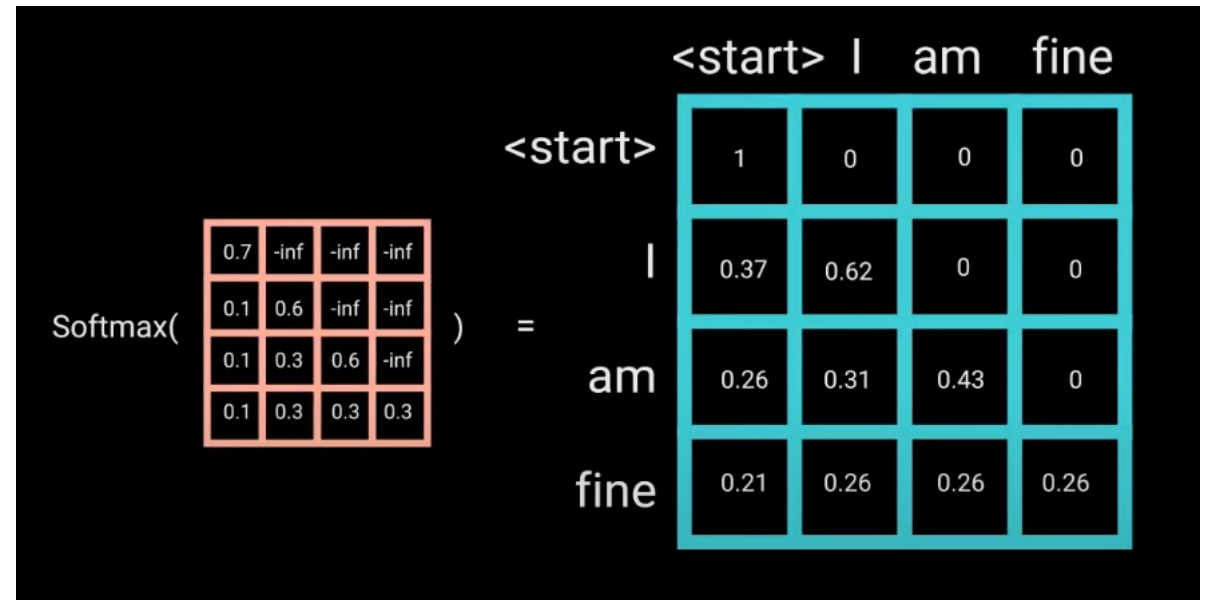 <start> I am fine
<start> 1 0 0 0
I 0.37 0.62 0 0
am 0.26 0.31 0.43 0
fine 0.21 0.26 0.26 0.26
Softmax( ) =
0.7 -inf -inf -inf
0.1 0.6 -inf -inf
0.1 0.3 0.6 -inf
0.1 0.3 0.3 0.3